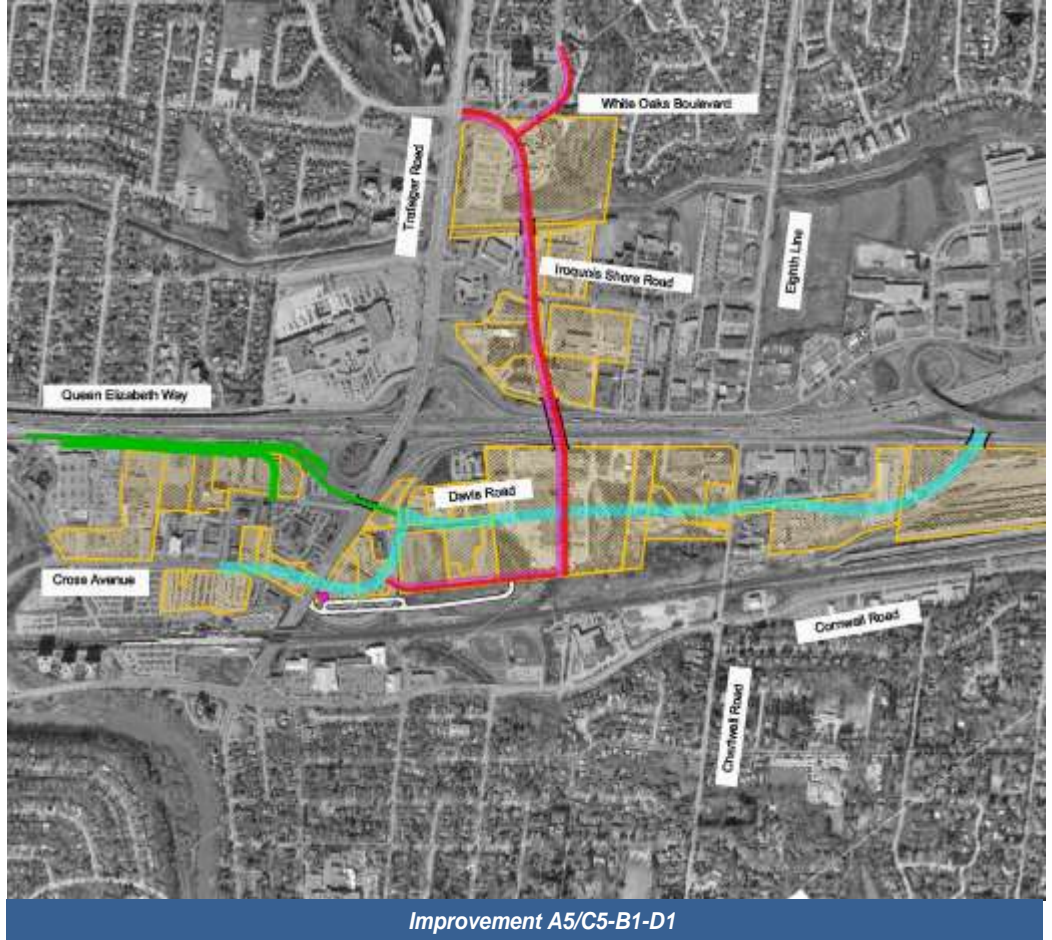 White Oaks Boulevard
Trafalgar Road
Iroquois Shore Road
Eighth Line
Queen Elizabeth Way
Davis Road
Cross Avenue
Cornwall Road
Chartwell Road
Improvement A5/C5-B1-D1